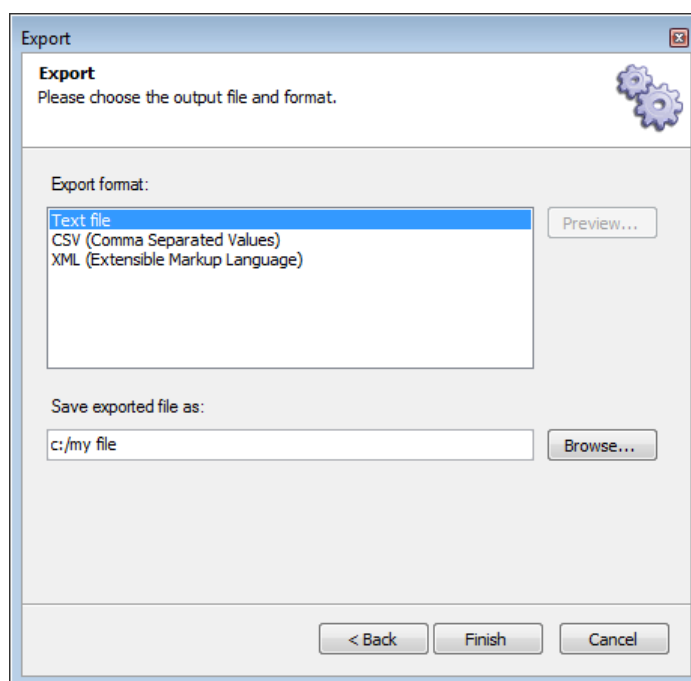 Export
Export
Please choose the output file and format.
Export format:
Text file
CSV (Comma Separated Values)
XML (Extensible Markup Language)
Preview...
Save exported file as:
c:/my file
Browse...
< Back
Finish
Cancel